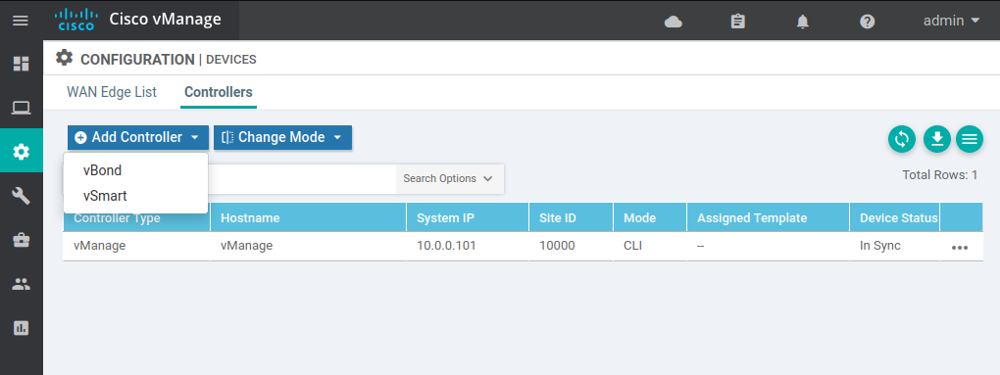 CISCO Cisco vManage admin
CONFIGURATION | DEVICES
WAN Edge List Controllers
Add Controller Change Mode
vBond
vSmart
Search Options
Total Rows: 1
Controller Type Hostname System IP Site ID Mode Assigned Template Device Status
vManage vManage 10.0.0.101 10000 CLI -- In Sync